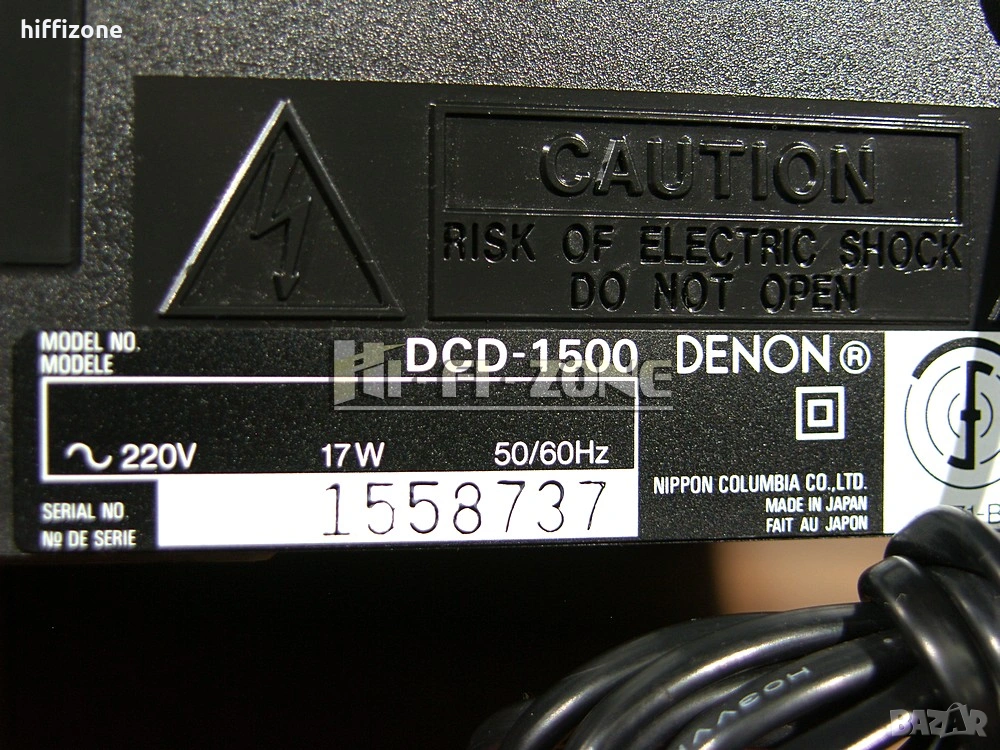 hiffizone
CAUTION
RISK OF ELECTRIC SHOCK
DO NOT OPEN
MODEL NO.
MODELE
DCD-1500
DENON®
Hi-FI-ZONE
~ 220V 17W 50/60Hz
SERIAL NO.
№ DE SERIE
1558737
NIPPON COLUMBIA CO.,LTD.
MADE IN JAPAN
FAIT AU JAPON
BAZAR